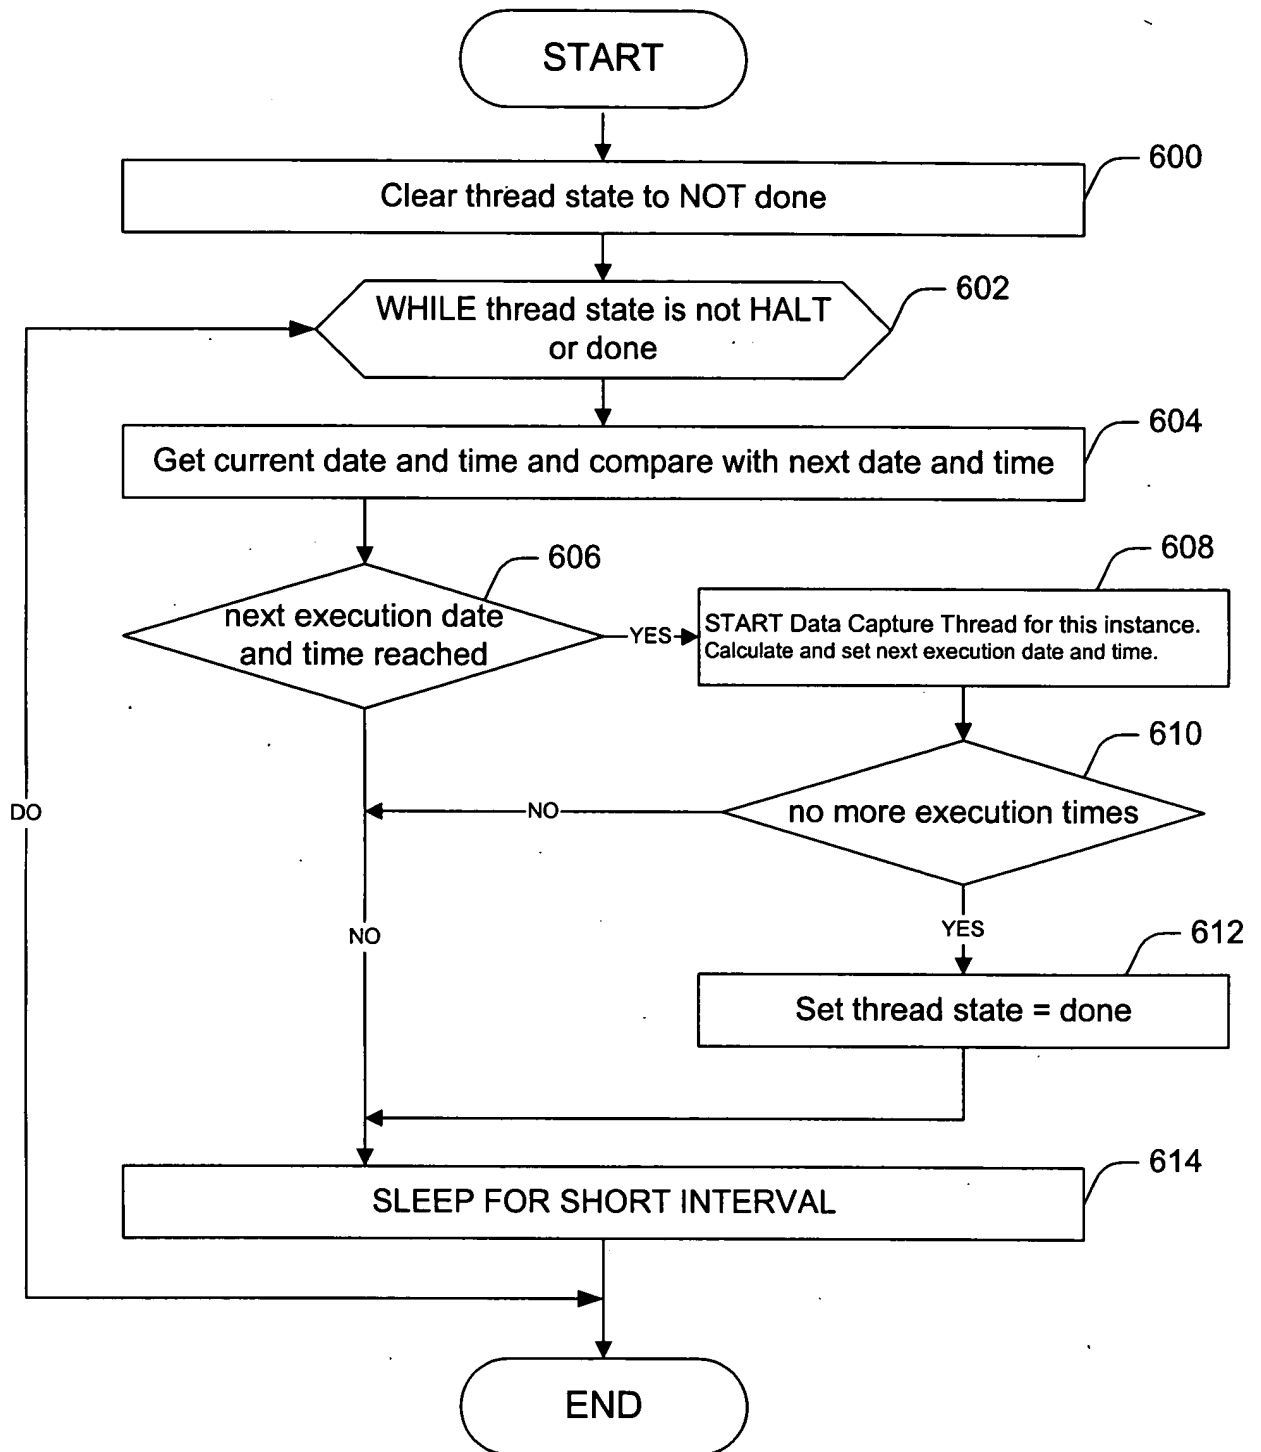 START
600
Clear thread state to NOT done
602
WHILE thread state is not HALT
or done
604
Get current date and time and compare with next date and time
606
608
next execution date
and time reached
YES
START Data Capture Thread for this instance.
Calculate and set next execution date and time.
610
DO
NO
no more execution times
NO
YES
612
Set thread state = done
614
SLEEP FOR SHORT INTERVAL
END